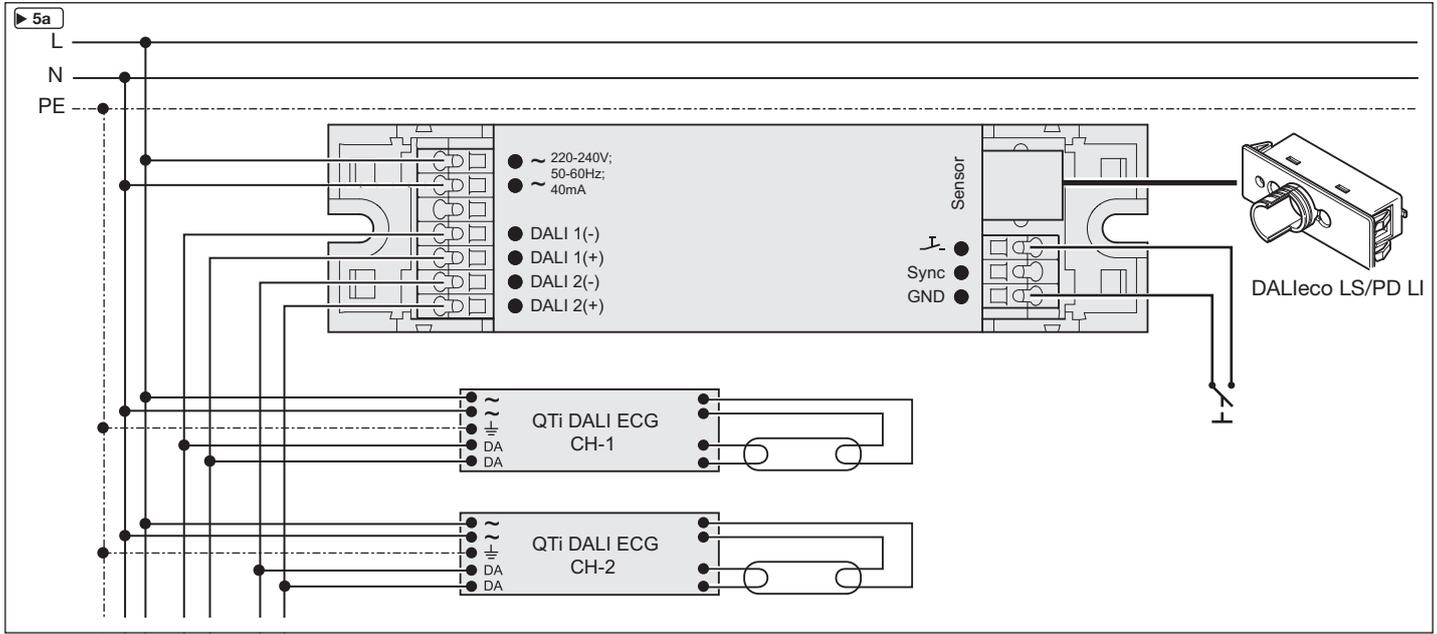 ▶ 5a
L
N
PE
~ 220-240V;
50-60Hz;
~ 40mA
DALI 1(-)
DALI 1(+)
DALI 2(-)
DALI 2(+)
Sensor
Sync
GND
DALIeco LS/PD LI
~
~
DA
DA
QTi DALI ECG
CH-1
~
~
DA
DA
QTi DALI ECG
CH-2